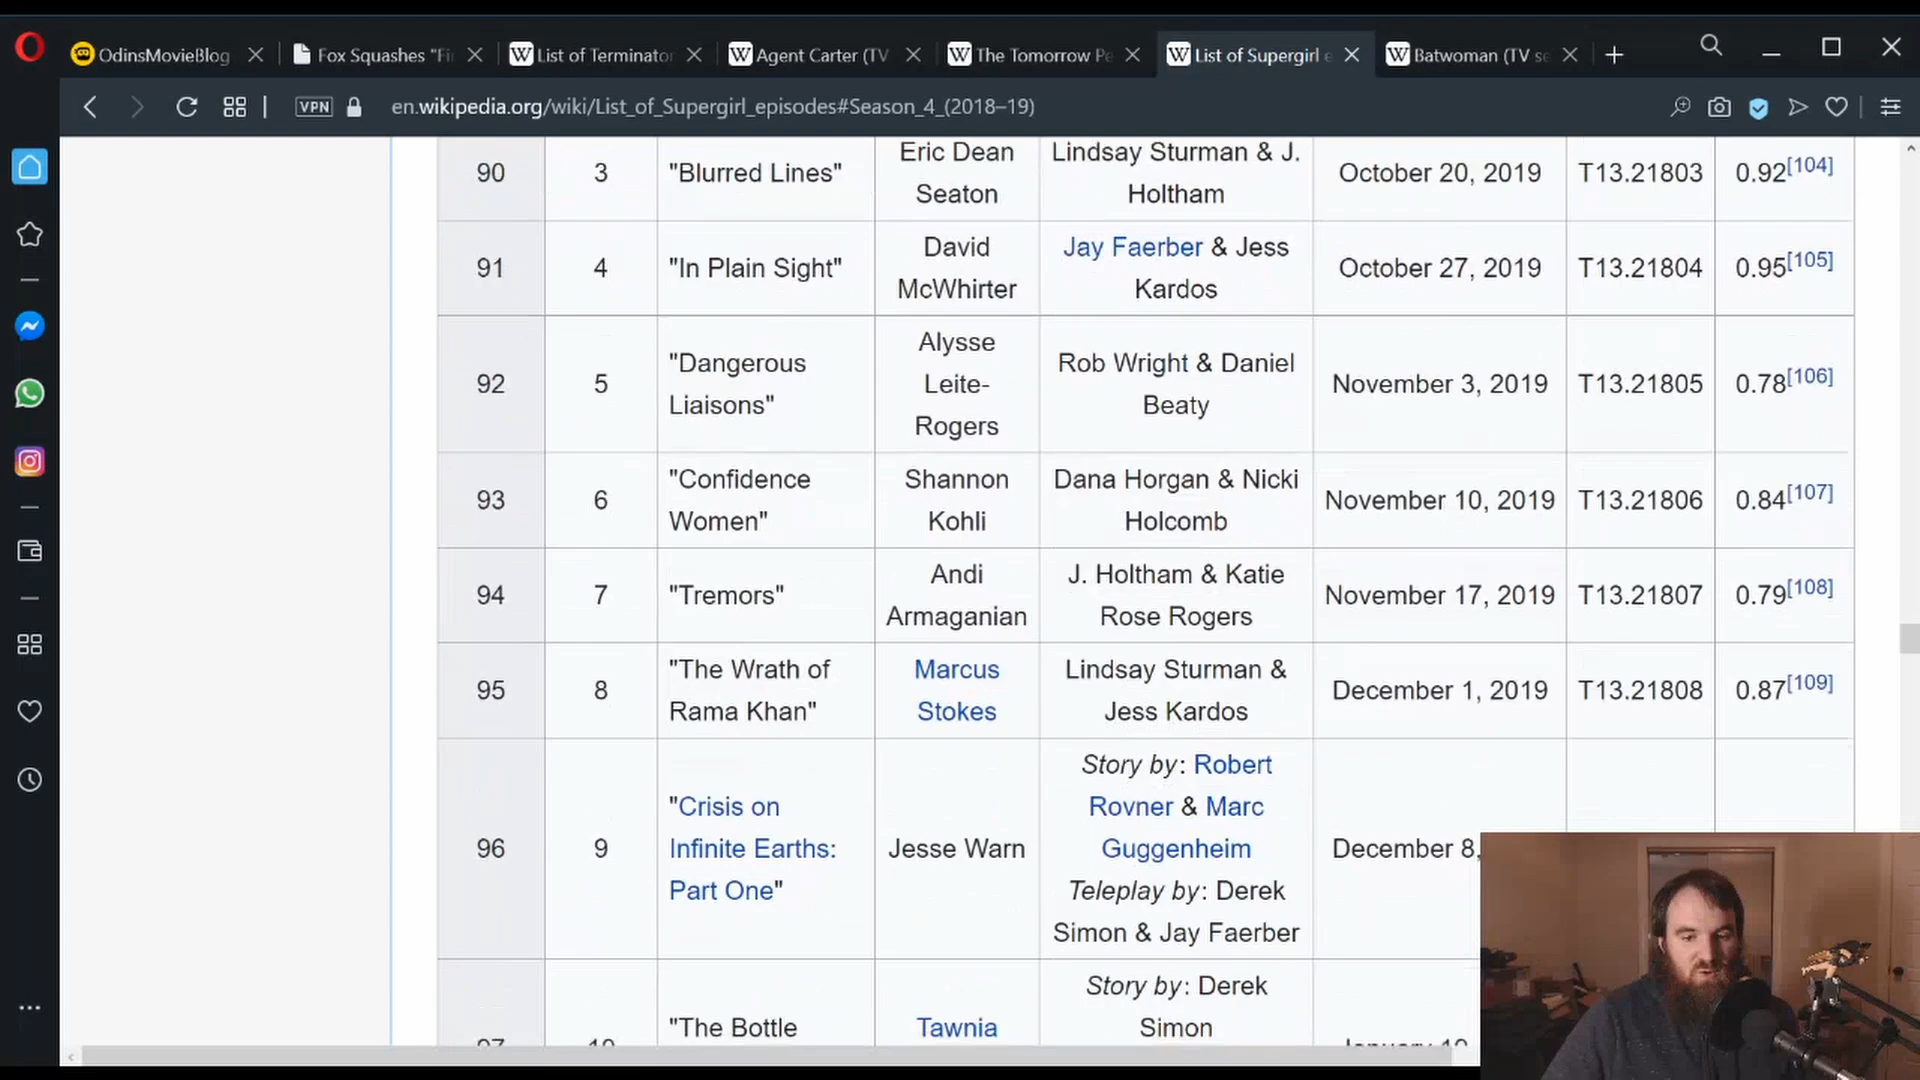 OdinsMovieBlog
Fox Squashes "Fi
List of Terminator
Agent Carter (TV
The Tomorrow Pe
List of Supergirl e
Batwoman (TV se
VPN
en.wikipedia.org/wiki/List_of_Supergirl_episodes#Season_4_(2018–19)
90 3 "Blurred Lines" Eric Dean Seaton Lindsay Sturman & J. Holtham October 20, 2019 T13.21803 0.92[104]
91 4 "In Plain Sight" David McWhirter Jay Faerber & Jess Kardos October 27, 2019 T13.21804 0.95[105]
92 5 "Dangerous Liaisons" Alysse Leite-Rogers Rob Wright & Daniel Beaty November 3, 2019 T13.21805 0.78[106]
93 6 "Confidence Women" Shannon Kohli Dana Horgan & Nicki Holcomb November 10, 2019 T13.21806 0.84[107]
94 7 "Tremors" Andi Armaganian J. Holtham & Katie Rose Rogers November 17, 2019 T13.21807 0.79[108]
95 8 "The Wrath of Rama Khan" Marcus Stokes Lindsay Sturman & Jess Kardos December 1, 2019 T13.21808 0.87[109]
96 9 "Crisis on Infinite Earths: Part One" Jesse Warn Story by: Robert Rovner & Marc Guggenheim Teleplay by: Derek Simon & Jay Faerber December 8,
97 10 "The Bottle Tawnia Story by: Derek Simon